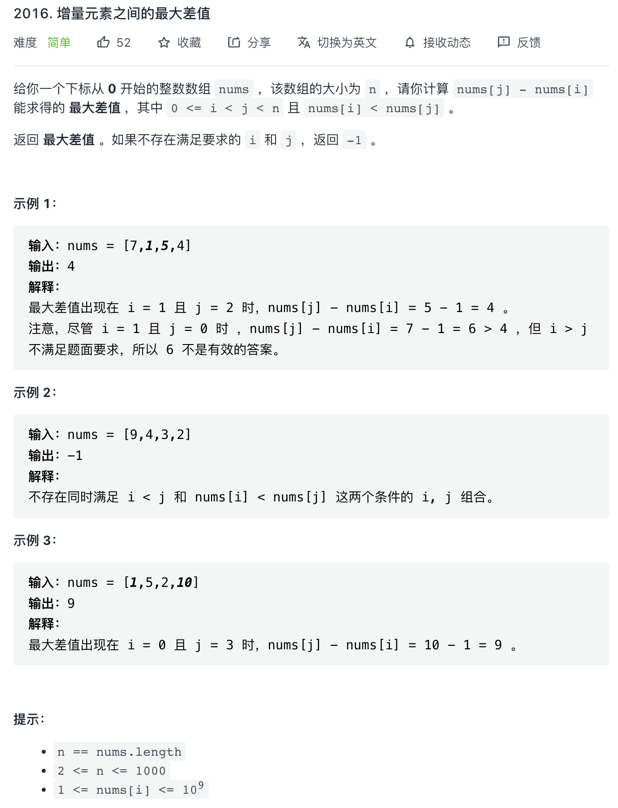 2016. 增量元素之间的最大差值
难度 简单 52 收藏 分享 切换为英文 接收动态 反馈
给你一个下标从 0 开始的整数数组 nums ，该数组的大小为 n ，请你计算 nums[j] - nums[i]
能求得的 最大差值 ，其中 0 <= i < j < n 且 nums[i] < nums[j] 。
返回 最大差值 。如果不存在满足要求的 i 和 j ，返回 -1 。
示例 1：
输入：nums = [7,1,5,4]
输出：4
解释：
最大差值出现在 i = 1 且 j = 2 时，nums[j] - nums[i] = 5 - 1 = 4 。
注意，尽管 i = 1 且 j = 0 时 ，nums[j] - nums[i] = 7 - 1 = 6 > 4 ，但 i > j
不满足题面要求，所以 6 不是有效的答案。
示例 2：
输入：nums = [9,4,3,2]
输出：-1
解释：
不存在同时满足 i < j 和 nums[i] < nums[j] 这两个条件的 i, j 组合。
示例 3：
输入：nums = [1,5,2,10]
输出：9
解释：
最大差值出现在 i = 0 且 j = 3 时，nums[j] - nums[i] = 10 - 1 = 9 。
提示：
• n == nums.length
• 2 <= n <= 1000
• 1 <= nums[i] <= 10⁹